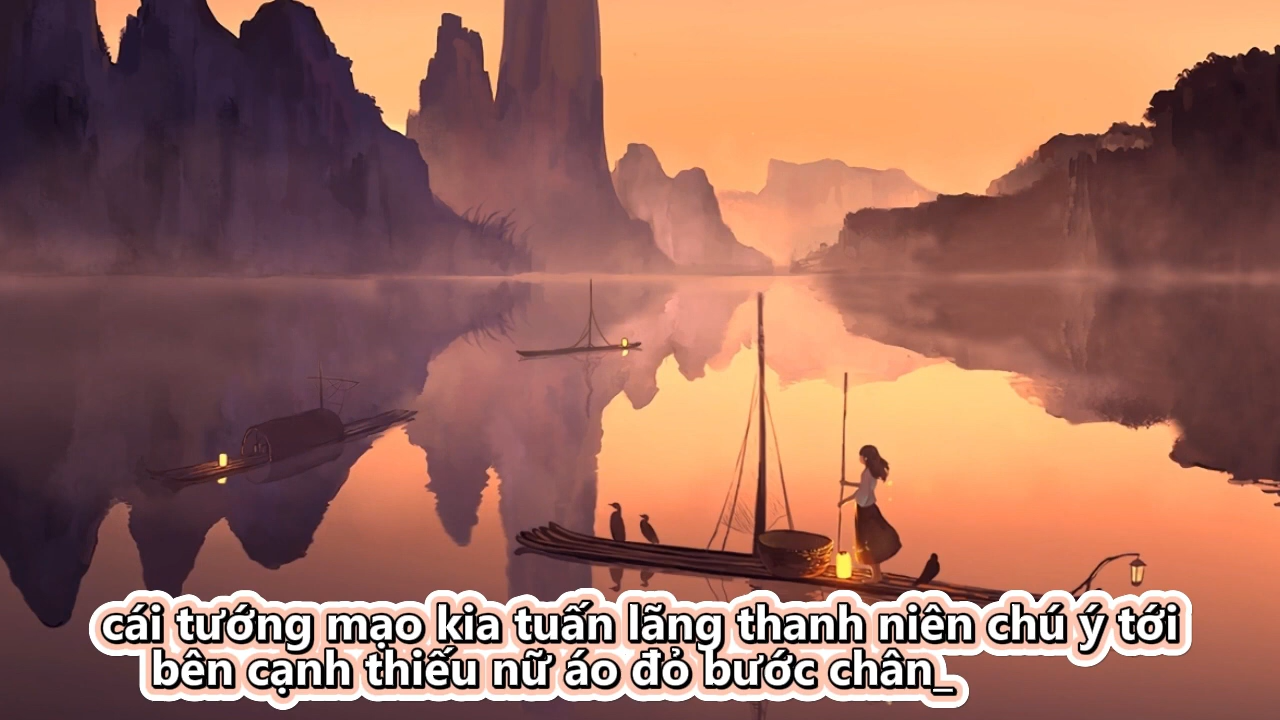 cái tướng mạo kia tuấn lãng thanh niên chú ý tới
bên cạnh thiếu nữ áo đỏ bước chân_